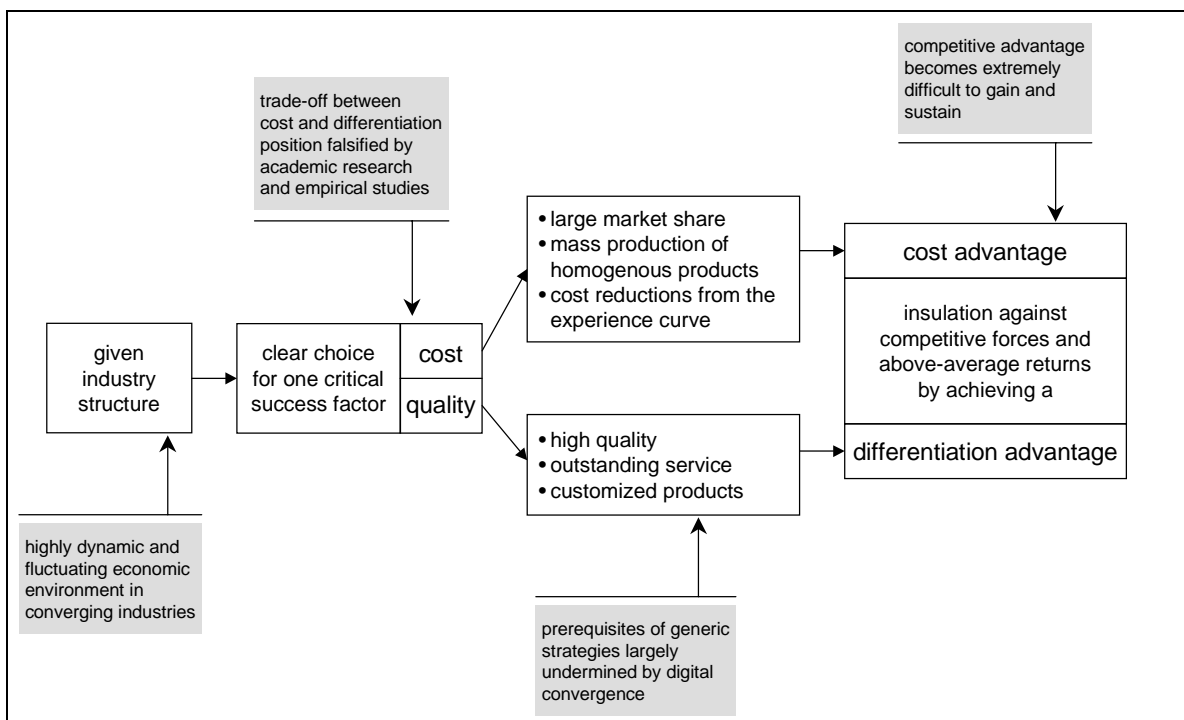 competitive advantage
becomes extremely
difficult to gain and
sustain
trade-off between
cost and differentiation
position falsified by
academic research
and empirical studies
• large market share
• mass production of
homogenous products
• cost reductions from the
experience curve
cost advantage
insulation against
competitive forces and
above-average returns
by achieving a
differentiation advantage
given
industry
structure
clear choice
for one critical
success factor
cost
quality
• high quality
• outstanding service
• customized products
highly dynamic and
fluctuating economic
environment in
converging industries
prerequisites of generic
strategies largely
undermined by digital
convergence